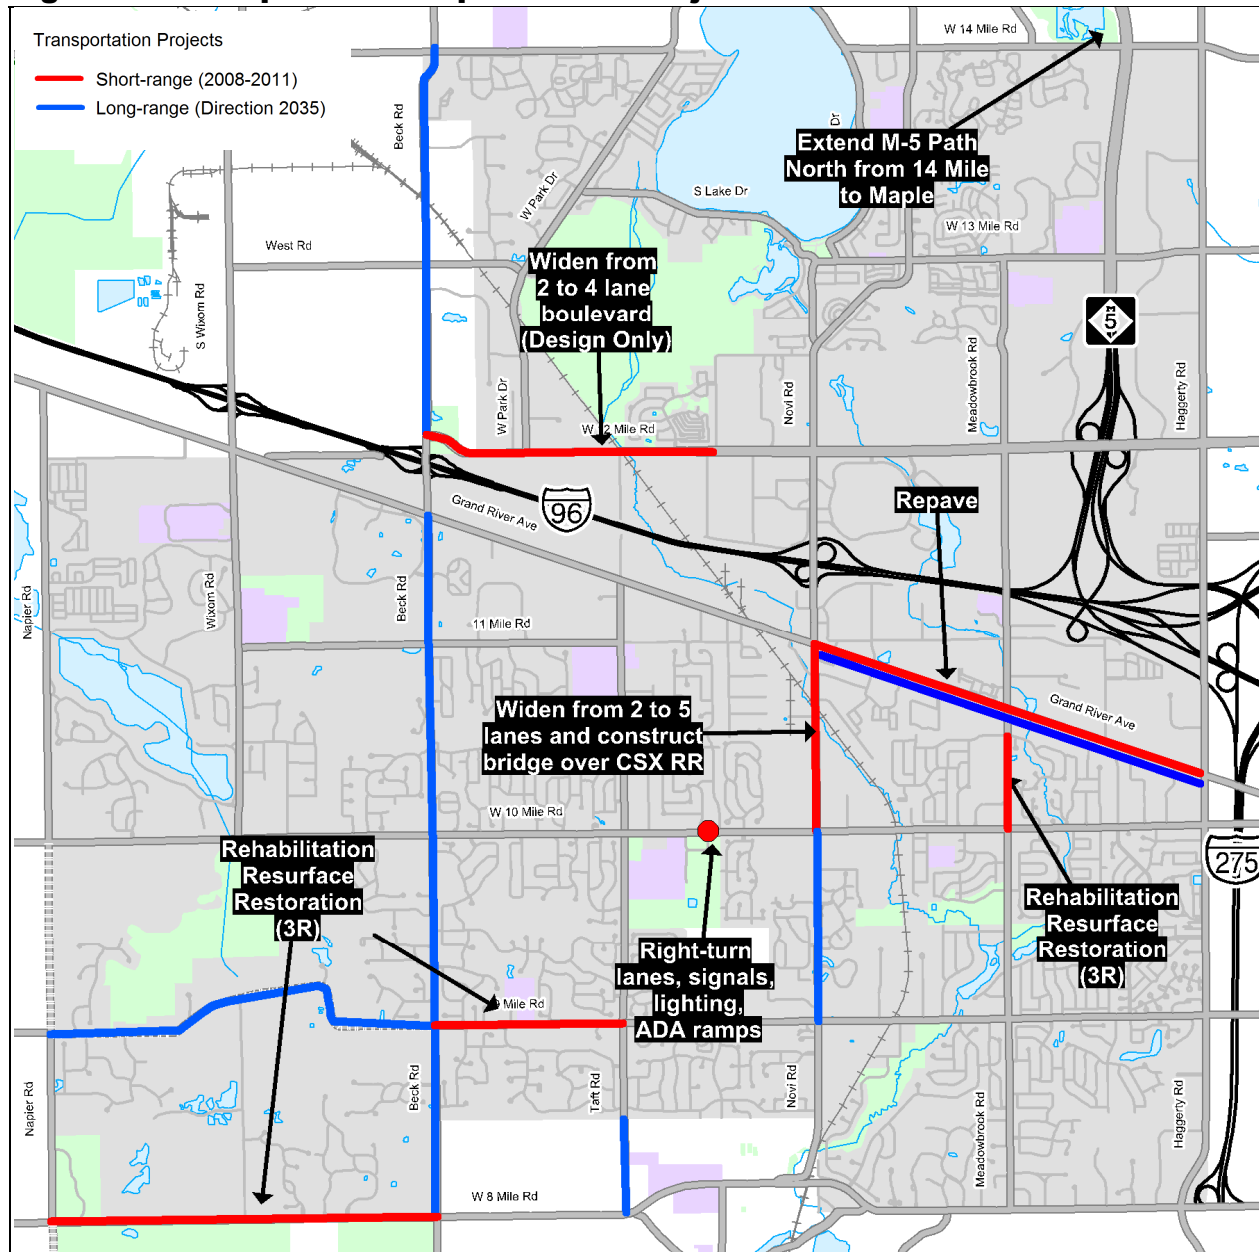 Transportation Projects
Short-range (2008-2011)
Long-range (Direction 2035)
W 14 Mile Rd
Beck Rd
Dr
Extend M-5 Path
North from 14 Mile
to Maple
W Park Dr
S Lake Dr
W 13 Mile Rd
West Rd
Widen from
2 to 4 lane
boulevard
(Design Only)
S Wixom Rd
M
5
W Park Dr
Novi Rd
Meadowbrook Rd
Haggerty Rd
Mile Rd
Grand River Ave
96
Repave
Napier Rd
Wixom Rd
Beck Rd
11 Mile Rd
Widen from 2 to 5
lanes and construct
bridge over CSX RR
Grand River Ave
W 10 Mile Rd
Rehabilitation
Resurface
Restoration
(3R)
275
Rehabilitation
Resurface
Restoration
(3R)
Right-turn
lanes, signals,
lighting,
ADA ramps
Mile Rd
Napier Rd
Beck Rd
Taft Rd
Novi Rd
Meadowbrook Rd
Haggerty Rd
W 8 Mile Rd